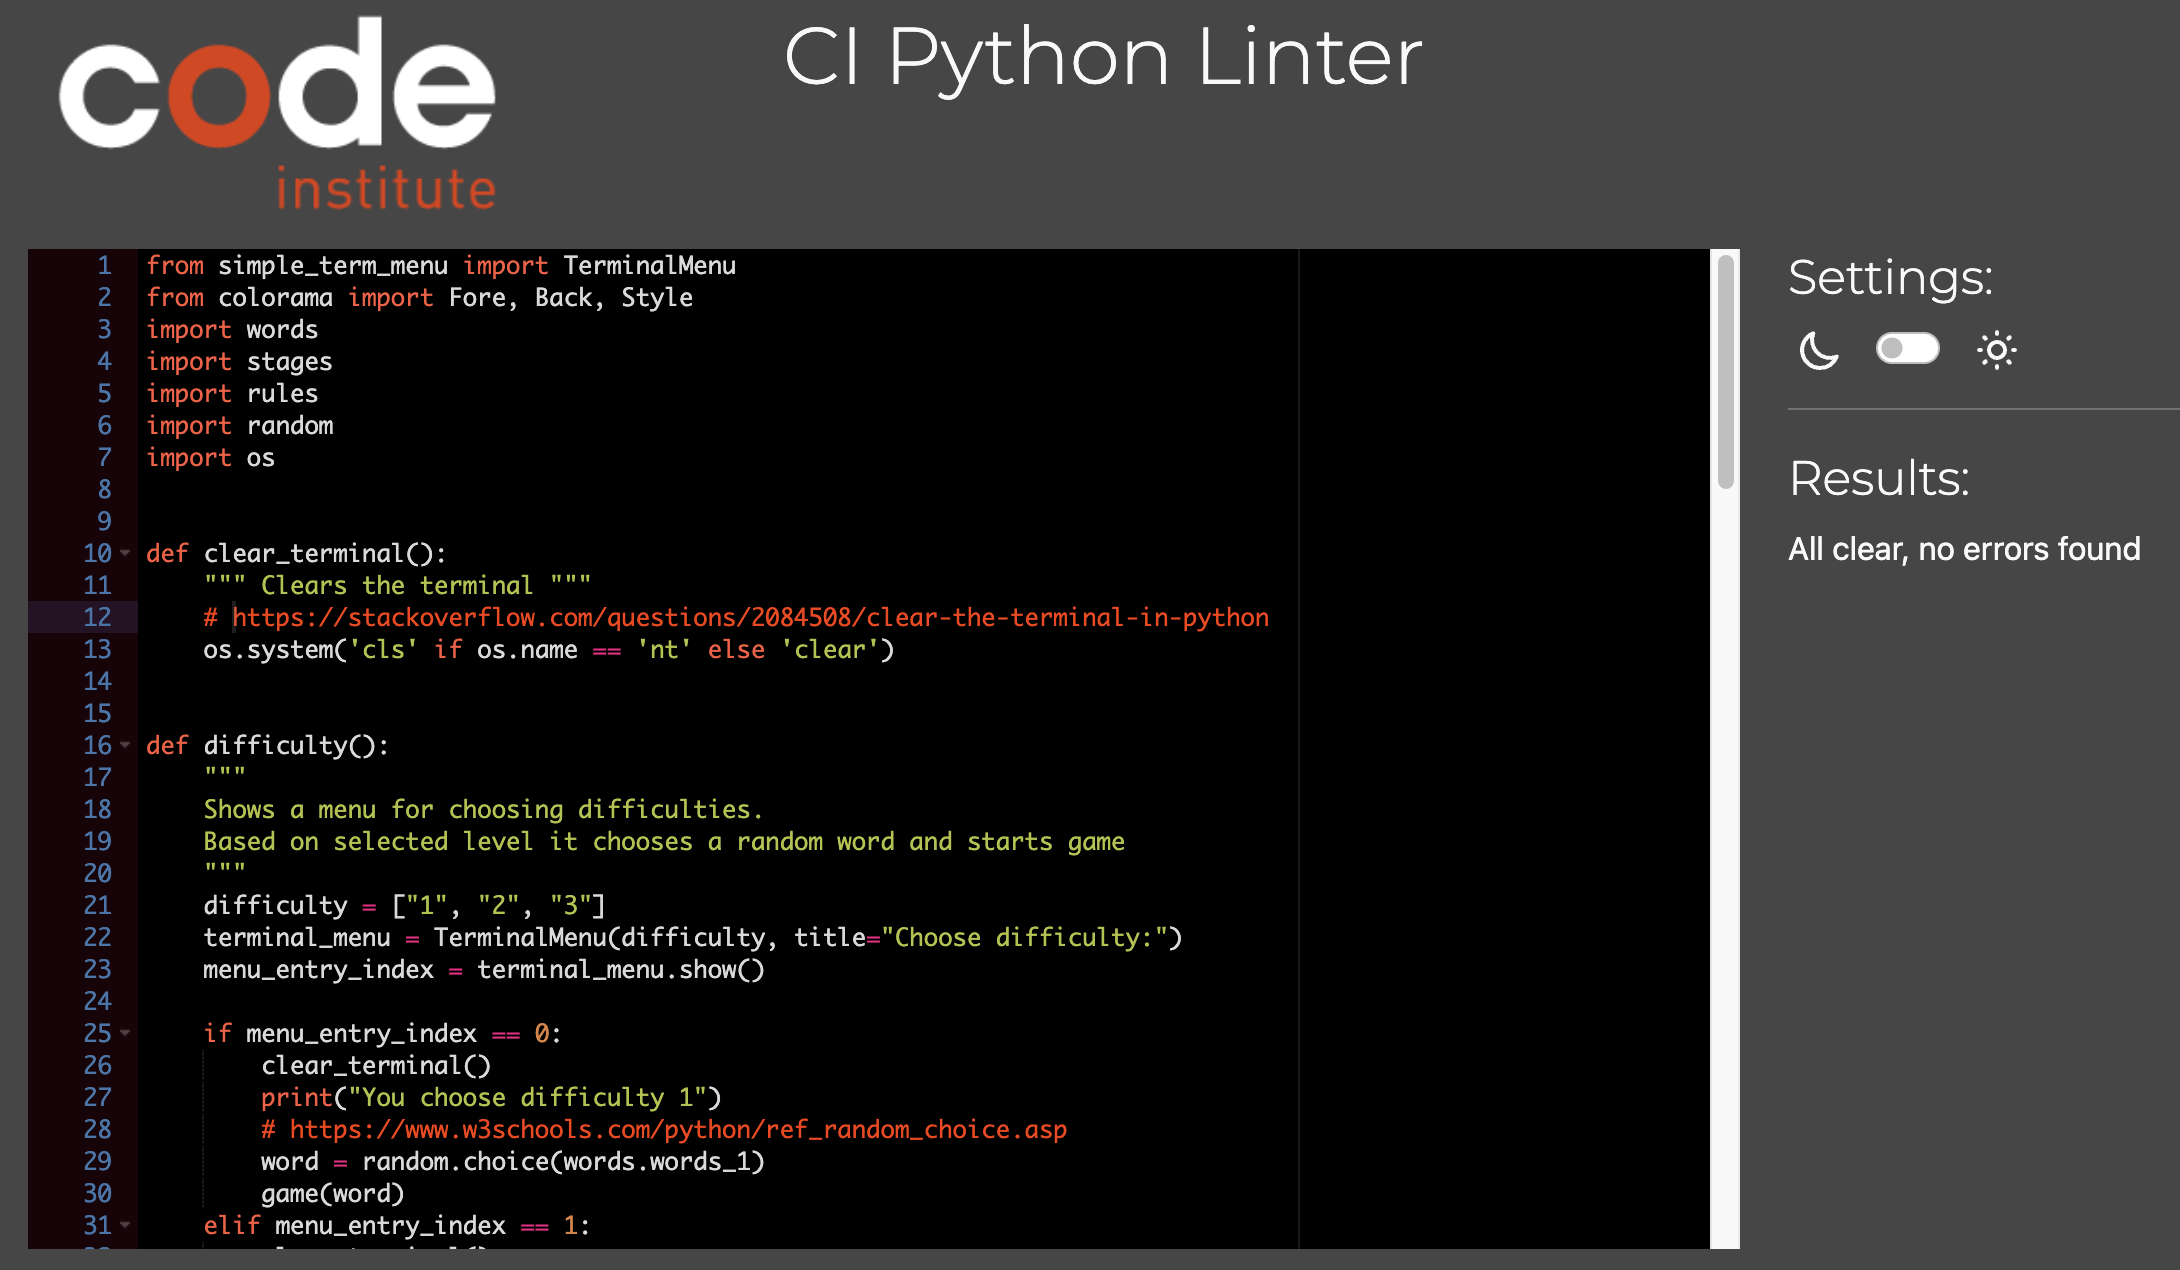 code
institute
CI Python Linter
1 from simple_term_menu import TerminalMenu
2 from colorama import Fore, Back, Style
3 import words
4 import stages
5 import rules
6 import random
7 import os
8
9
10 def clear_terminal():
11     """ Clears the terminal """
12     # https://stackoverflow.com/questions/2084508/clear-the-terminal-in-python
13     os.system('cls' if os.name == 'nt' else 'clear')
14
15
16 def difficulty():
17     """
18     Shows a menu for choosing difficulties.
19     Based on selected level it chooses a random word and starts game
20     """
21     difficulty = ["1", "2", "3"]
22     terminal_menu = TerminalMenu(difficulty, title="Choose difficulty:")
23     menu_entry_index = terminal_menu.show()
24
25     if menu_entry_index == 0:
26         clear_terminal()
27         print("You choose difficulty 1")
28         # https://www.w3schools.com/python/ref_random_choice.asp
29         word = random.choice(words.words_1)
30         game(word)
31     elif menu_entry_index == 1:
Settings:
Results:
All clear, no errors found